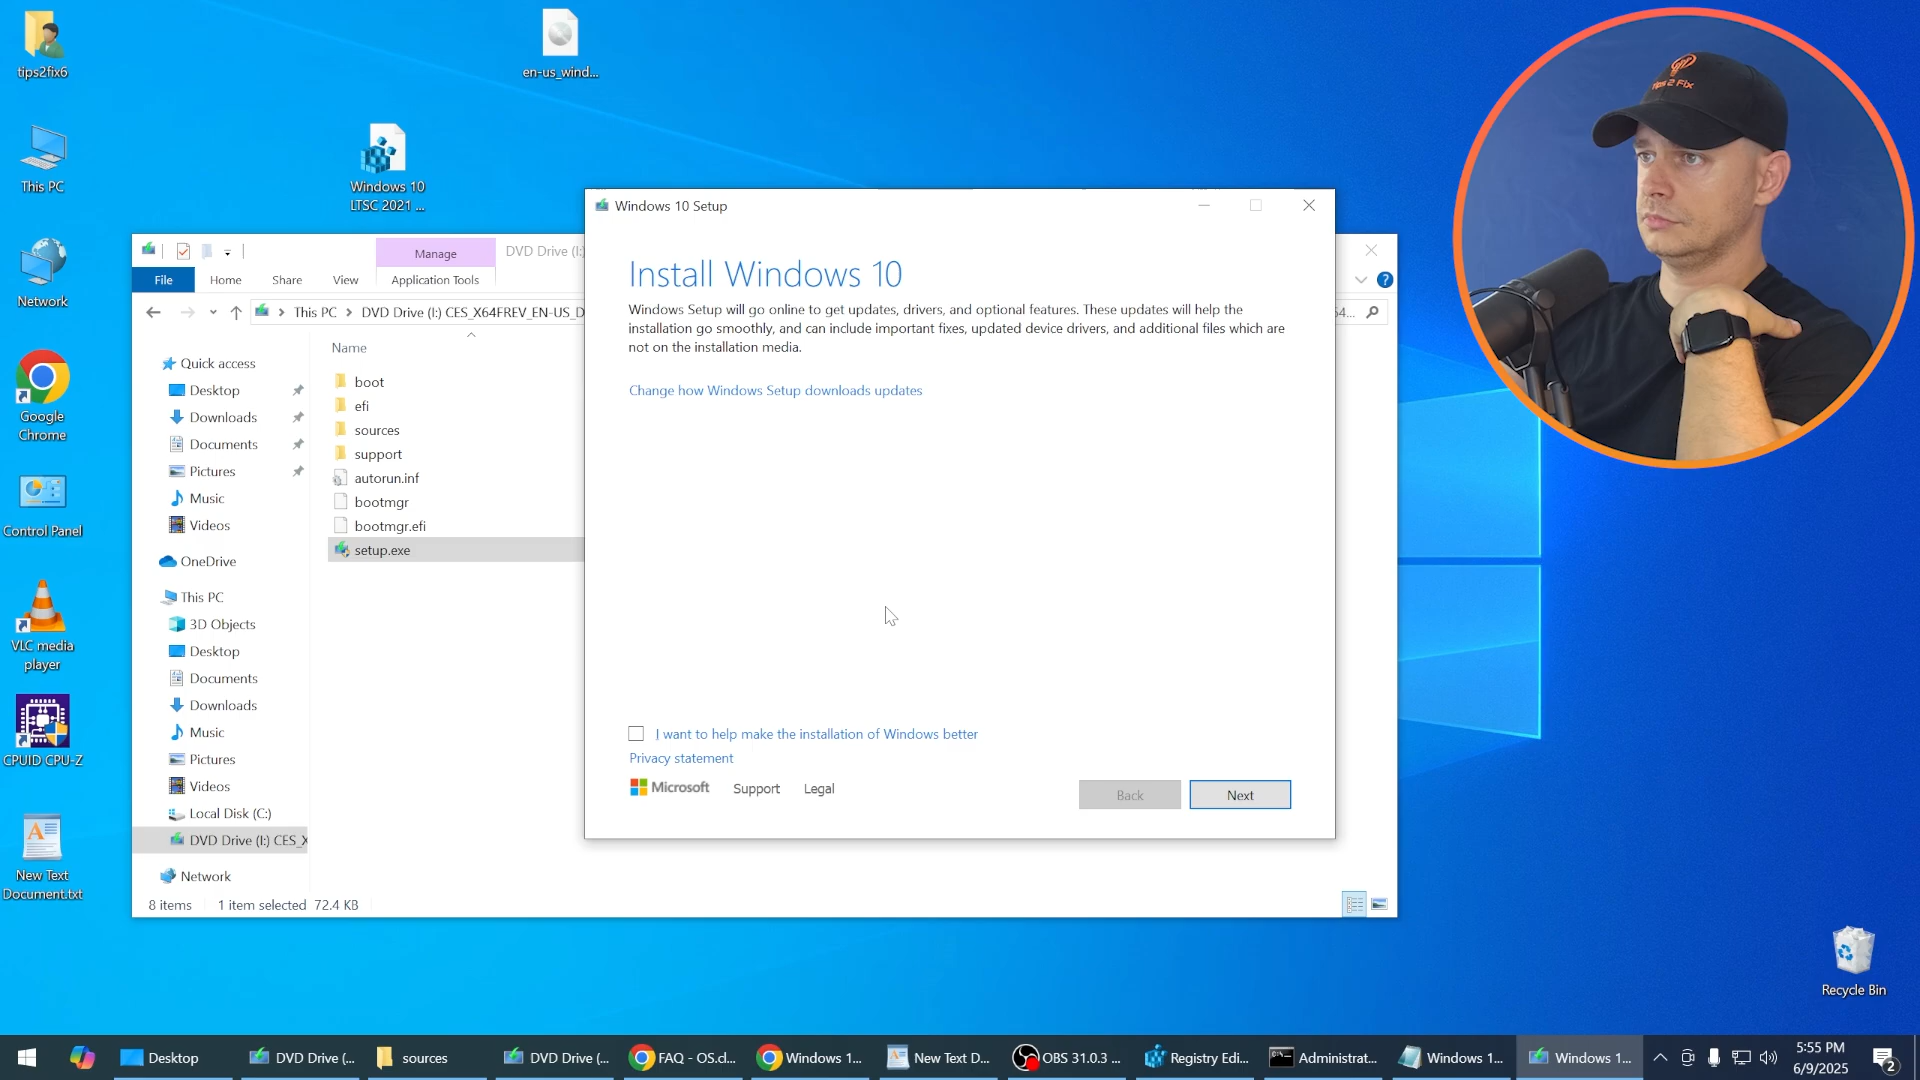 tips2fix6
en-us_wind...
Windows 10
LTSC 2021 ...
This PC
Network
Google
Chrome
Control Panel
VLC media
player
CPUID CPU-Z
New Text
Document.txt
Tips 2 Fix
Manage
DVD Drive (I:)
File
Home
Share
View
Application Tools
This PC
DVD Drive (I:) CES_X64FREV_EN-US_D
64...
Name
Quick access
Desktop
Downloads
Documents
Pictures
Music
Videos
OneDrive
This PC
3D Objects
Desktop
Documents
Downloads
Music
Pictures
Videos
Local Disk (C:)
DVD Drive (I:) CES_X
Network
boot
efi
sources
support
autorun.inf
bootmgr
bootmgr.efi
setup.exe
8 items
1 item selected 72.4 KB
Windows 10 Setup
Install Windows 10
Windows Setup will go online to get updates, drivers, and optional features. These updates will help the
installation go smoothly, and can include important fixes, updated device drivers, and additional files which are
not on the installation media.
Change how Windows Setup downloads updates
I want to help make the installation of Windows better
Privacy statement
Microsoft
Support
Legal
Back
Next
Recycle Bin
Desktop
DVD Drive (...
sources
DVD Drive (...
FAQ - OS.d...
Windows 1...
New Text D...
OBS 31.0.3 ...
Registry Edi...
Administrat...
Windows 1...
Windows 1...
5:55 PM
6/9/2025
2